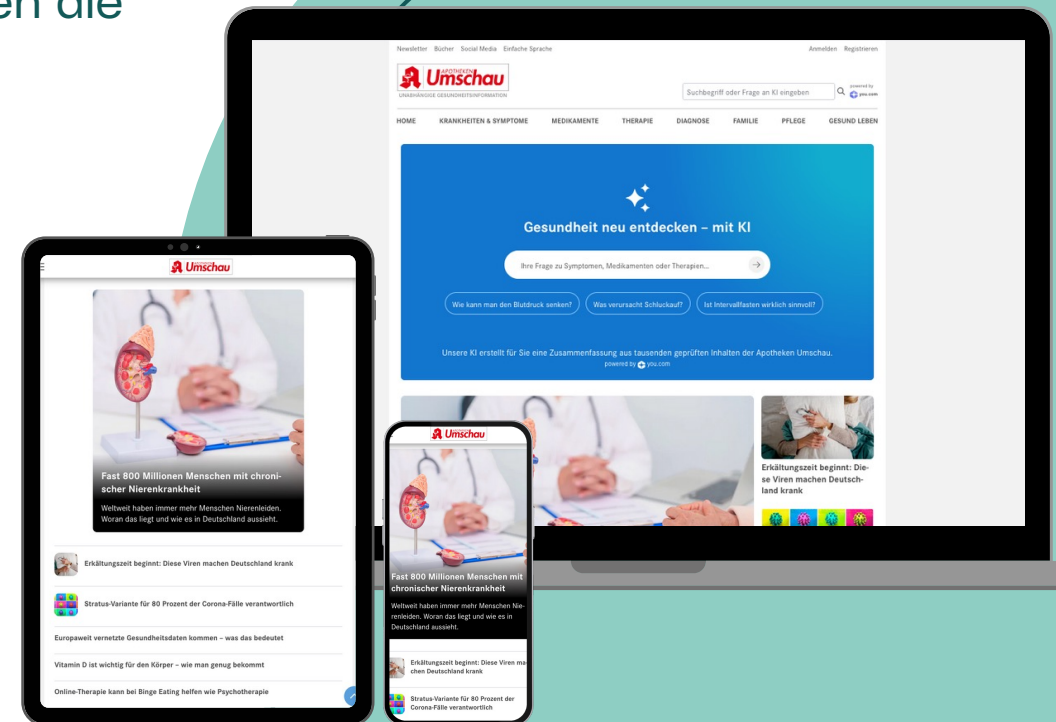 en die
Newsletter Bücher Social Media Einfache Sprache
Anmelden Registrieren
APOTHEKEN
Umschau
UNABHÄNGIGE GESUNDHEITSINFORMATION
Suchbegriff oder Frage an KI eingeben
powered by
you.com
HOME KRANKHEITEN & SYMPTOME MEDIKAMENTE THERAPIE DIAGNOSE FAMILIE PFLEGE GESUND LEBEN
Gesundheit neu entdecken – mit KI
Ihre Frage zu Symptomen, Medikamenten oder Therapien...
Wie kann man den Blutdruck senken?
Was verursacht Schluckauf?
Ist Intervallfasten wirklich sinnvoll?
Unsere KI erstellt für Sie eine Zusammenfassung aus tausenden geprüften Inhalten der Apotheken Umschau.
powered by you.com
Erkältungszeit beginnt: Die-
se Viren machen Deutsch-
land krank
Umschau
Fast 800 Millionen Menschen mit chroni-
scher Nierenkrankheit
Weltweit haben immer mehr Menschen Nierenleiden.
Woran das liegt und wie es in Deutschland aussieht.
Erkältungszeit beginnt: Diese Viren machen Deutschland krank
Stratus-Variante für 80 Prozent der Corona-Fälle verantwortlich
Europaweit vernetzte Gesundheitsdaten kommen – was das bedeutet
Vitamin D ist wichtig für den Körper – wie man genug bekommt
Online-Therapie kann bei Binge Eating helfen wie Psychotherapie
Umschau
Fast 800 Millionen Menschen mit
chronischer Nierenkrankheit
Weltweit haben immer mehr Menschen Nie-
renleiden. Woran das liegt und wie es in
Deutschland aussieht.
Erkältungszeit beginnt: Diese Viren ma-
chen Deutschland krank
Stratus-Variante für 80 Prozent der
Corona-Fälle verantwortlich